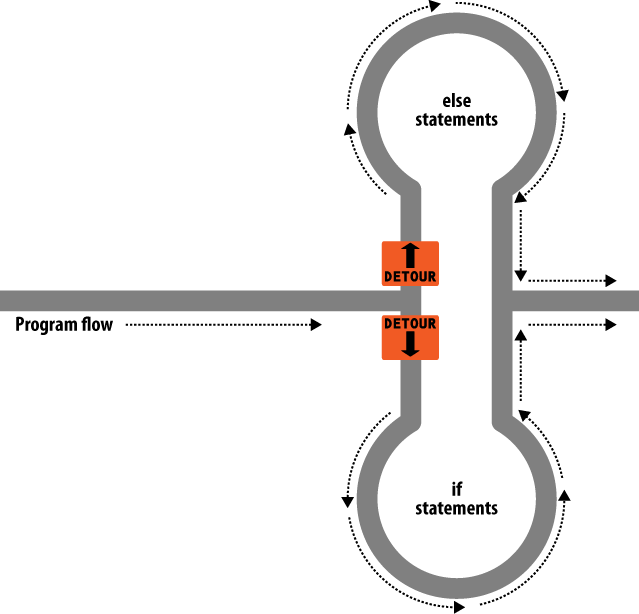 else
statements
DETOUR
Program flow
DETOUR
if
statements